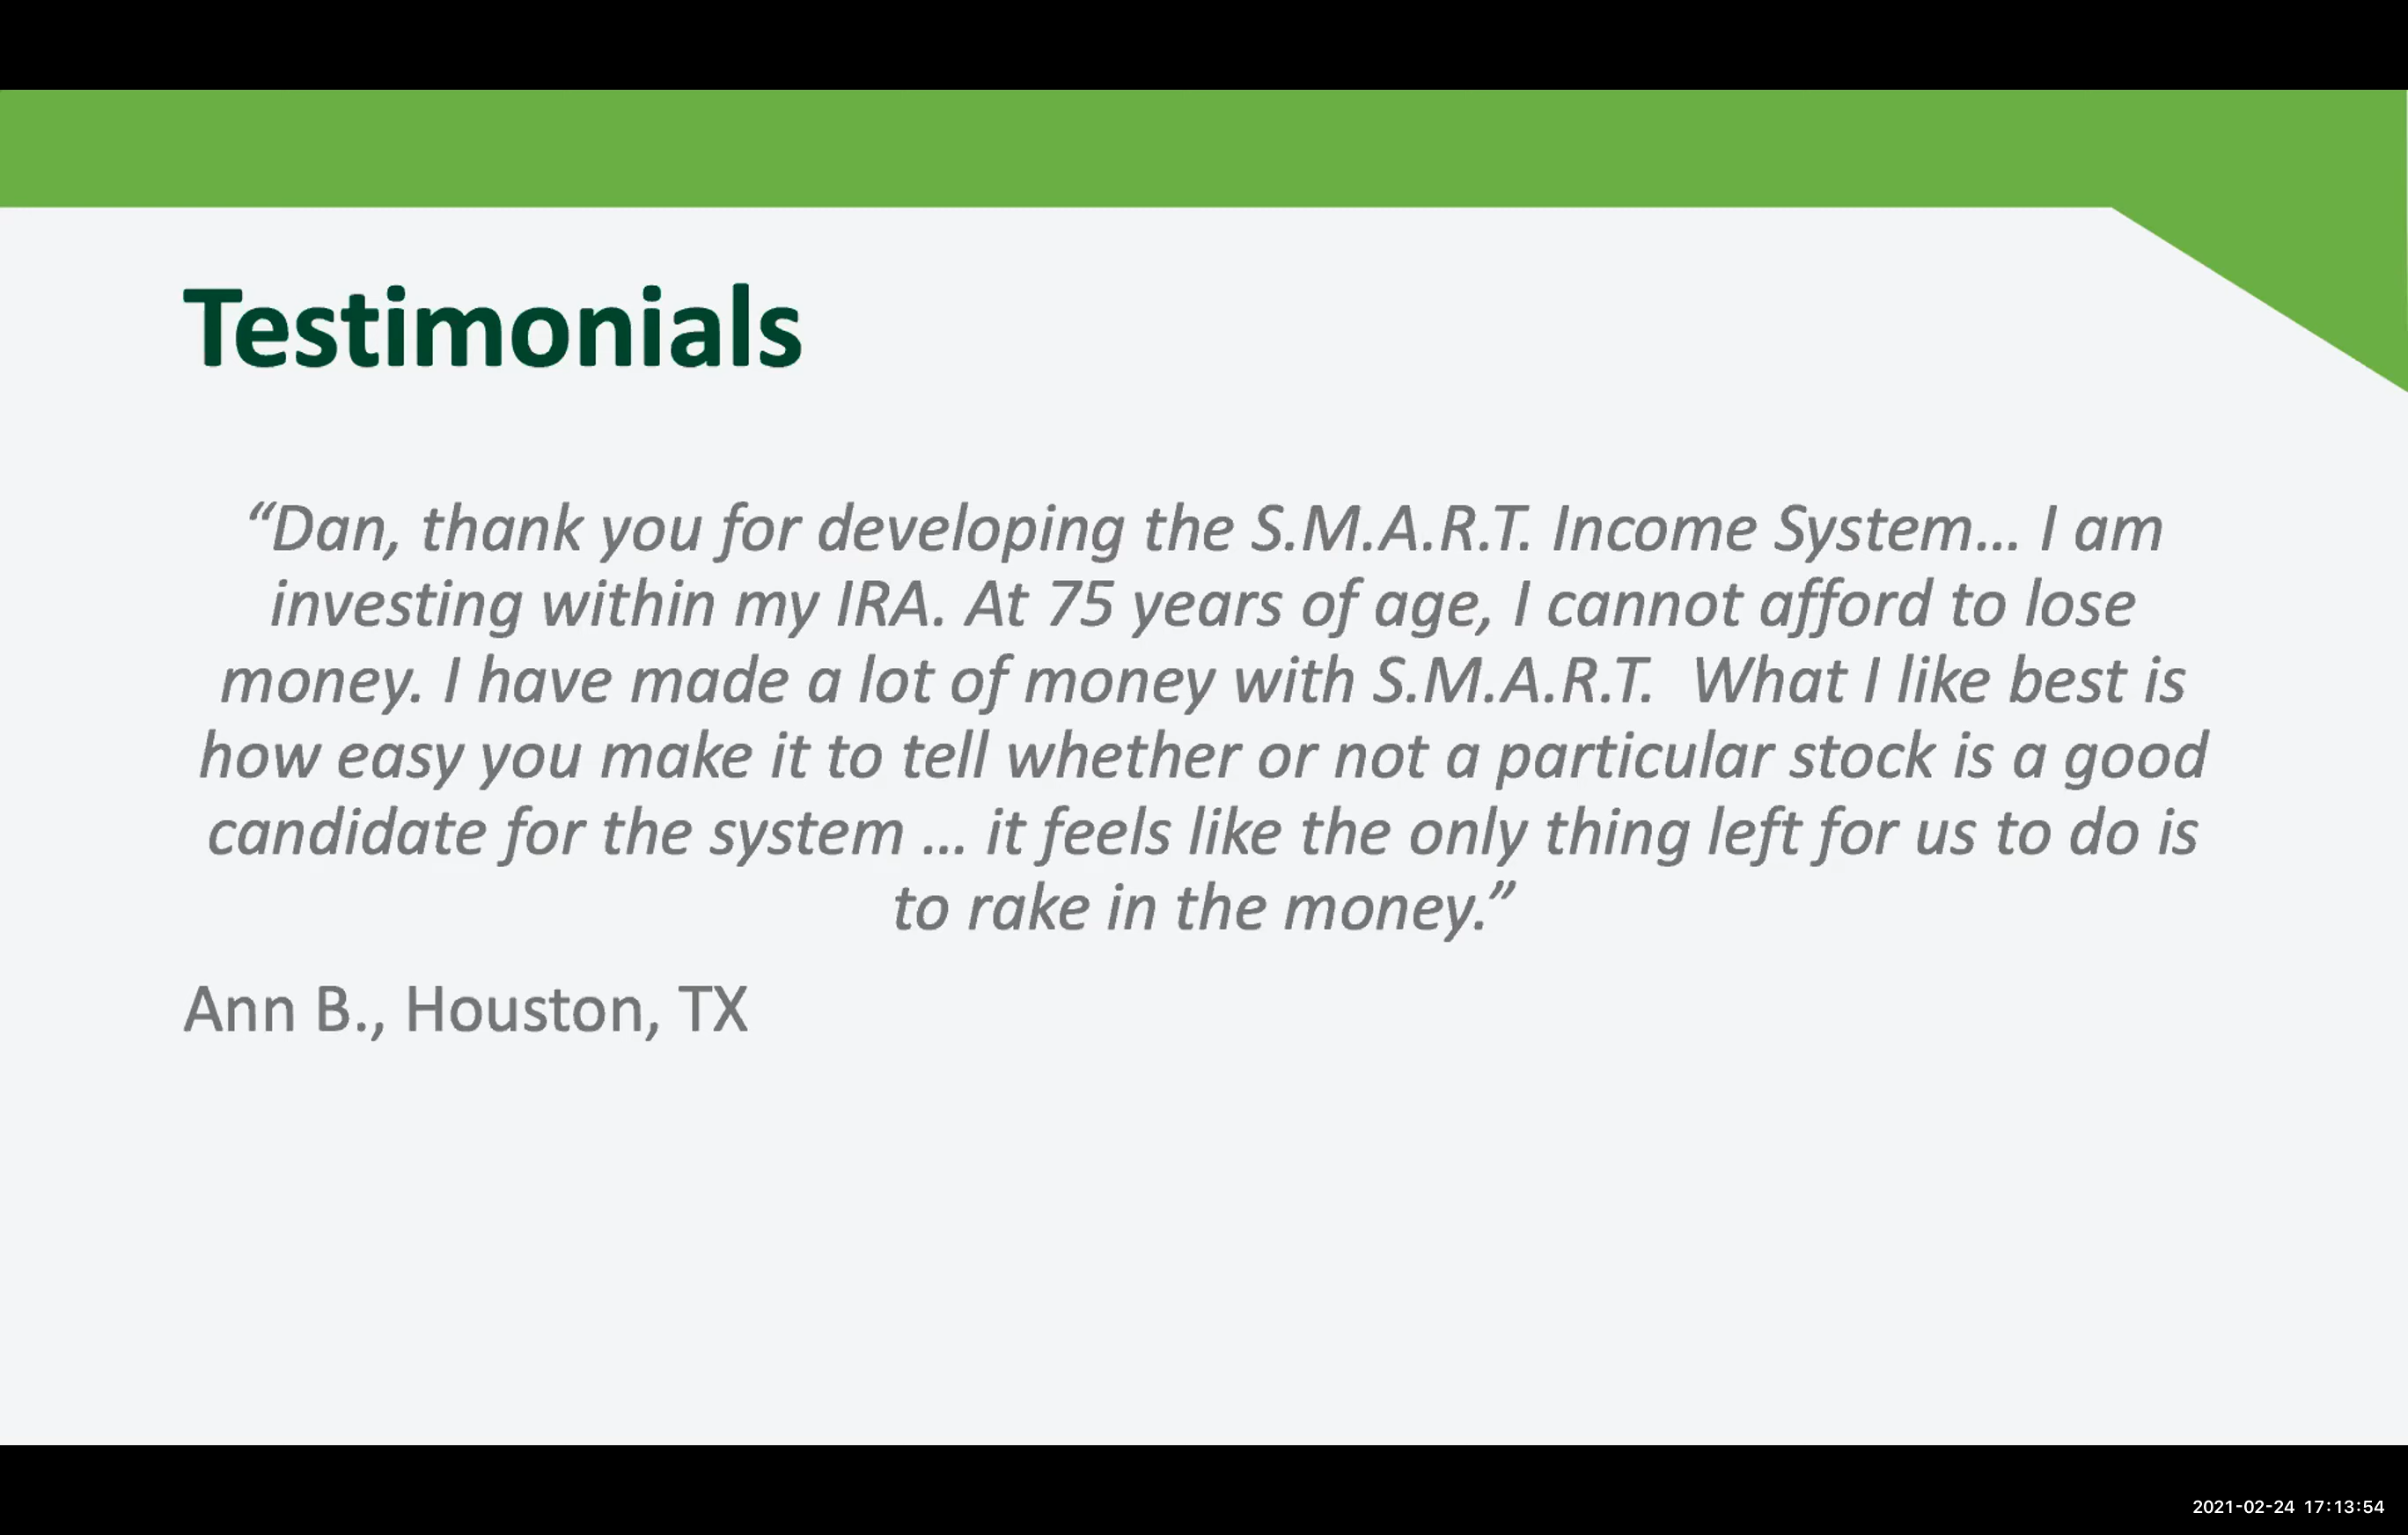 Testimonials
“Dan, thank you for developing the S.M.A.R.T. Income System... I am
investing within my IRA. At 75 years of age, I cannot afford to lose
money. I have made a lot of money with S.M.A.R.T.  What I like best is
how easy you make it to tell whether or not a particular stock is a good
candidate for the system ... it feels like the only thing left for us to do is
to rake in the money.”
Ann B., Houston, TX
2021-02-24 17:13:54